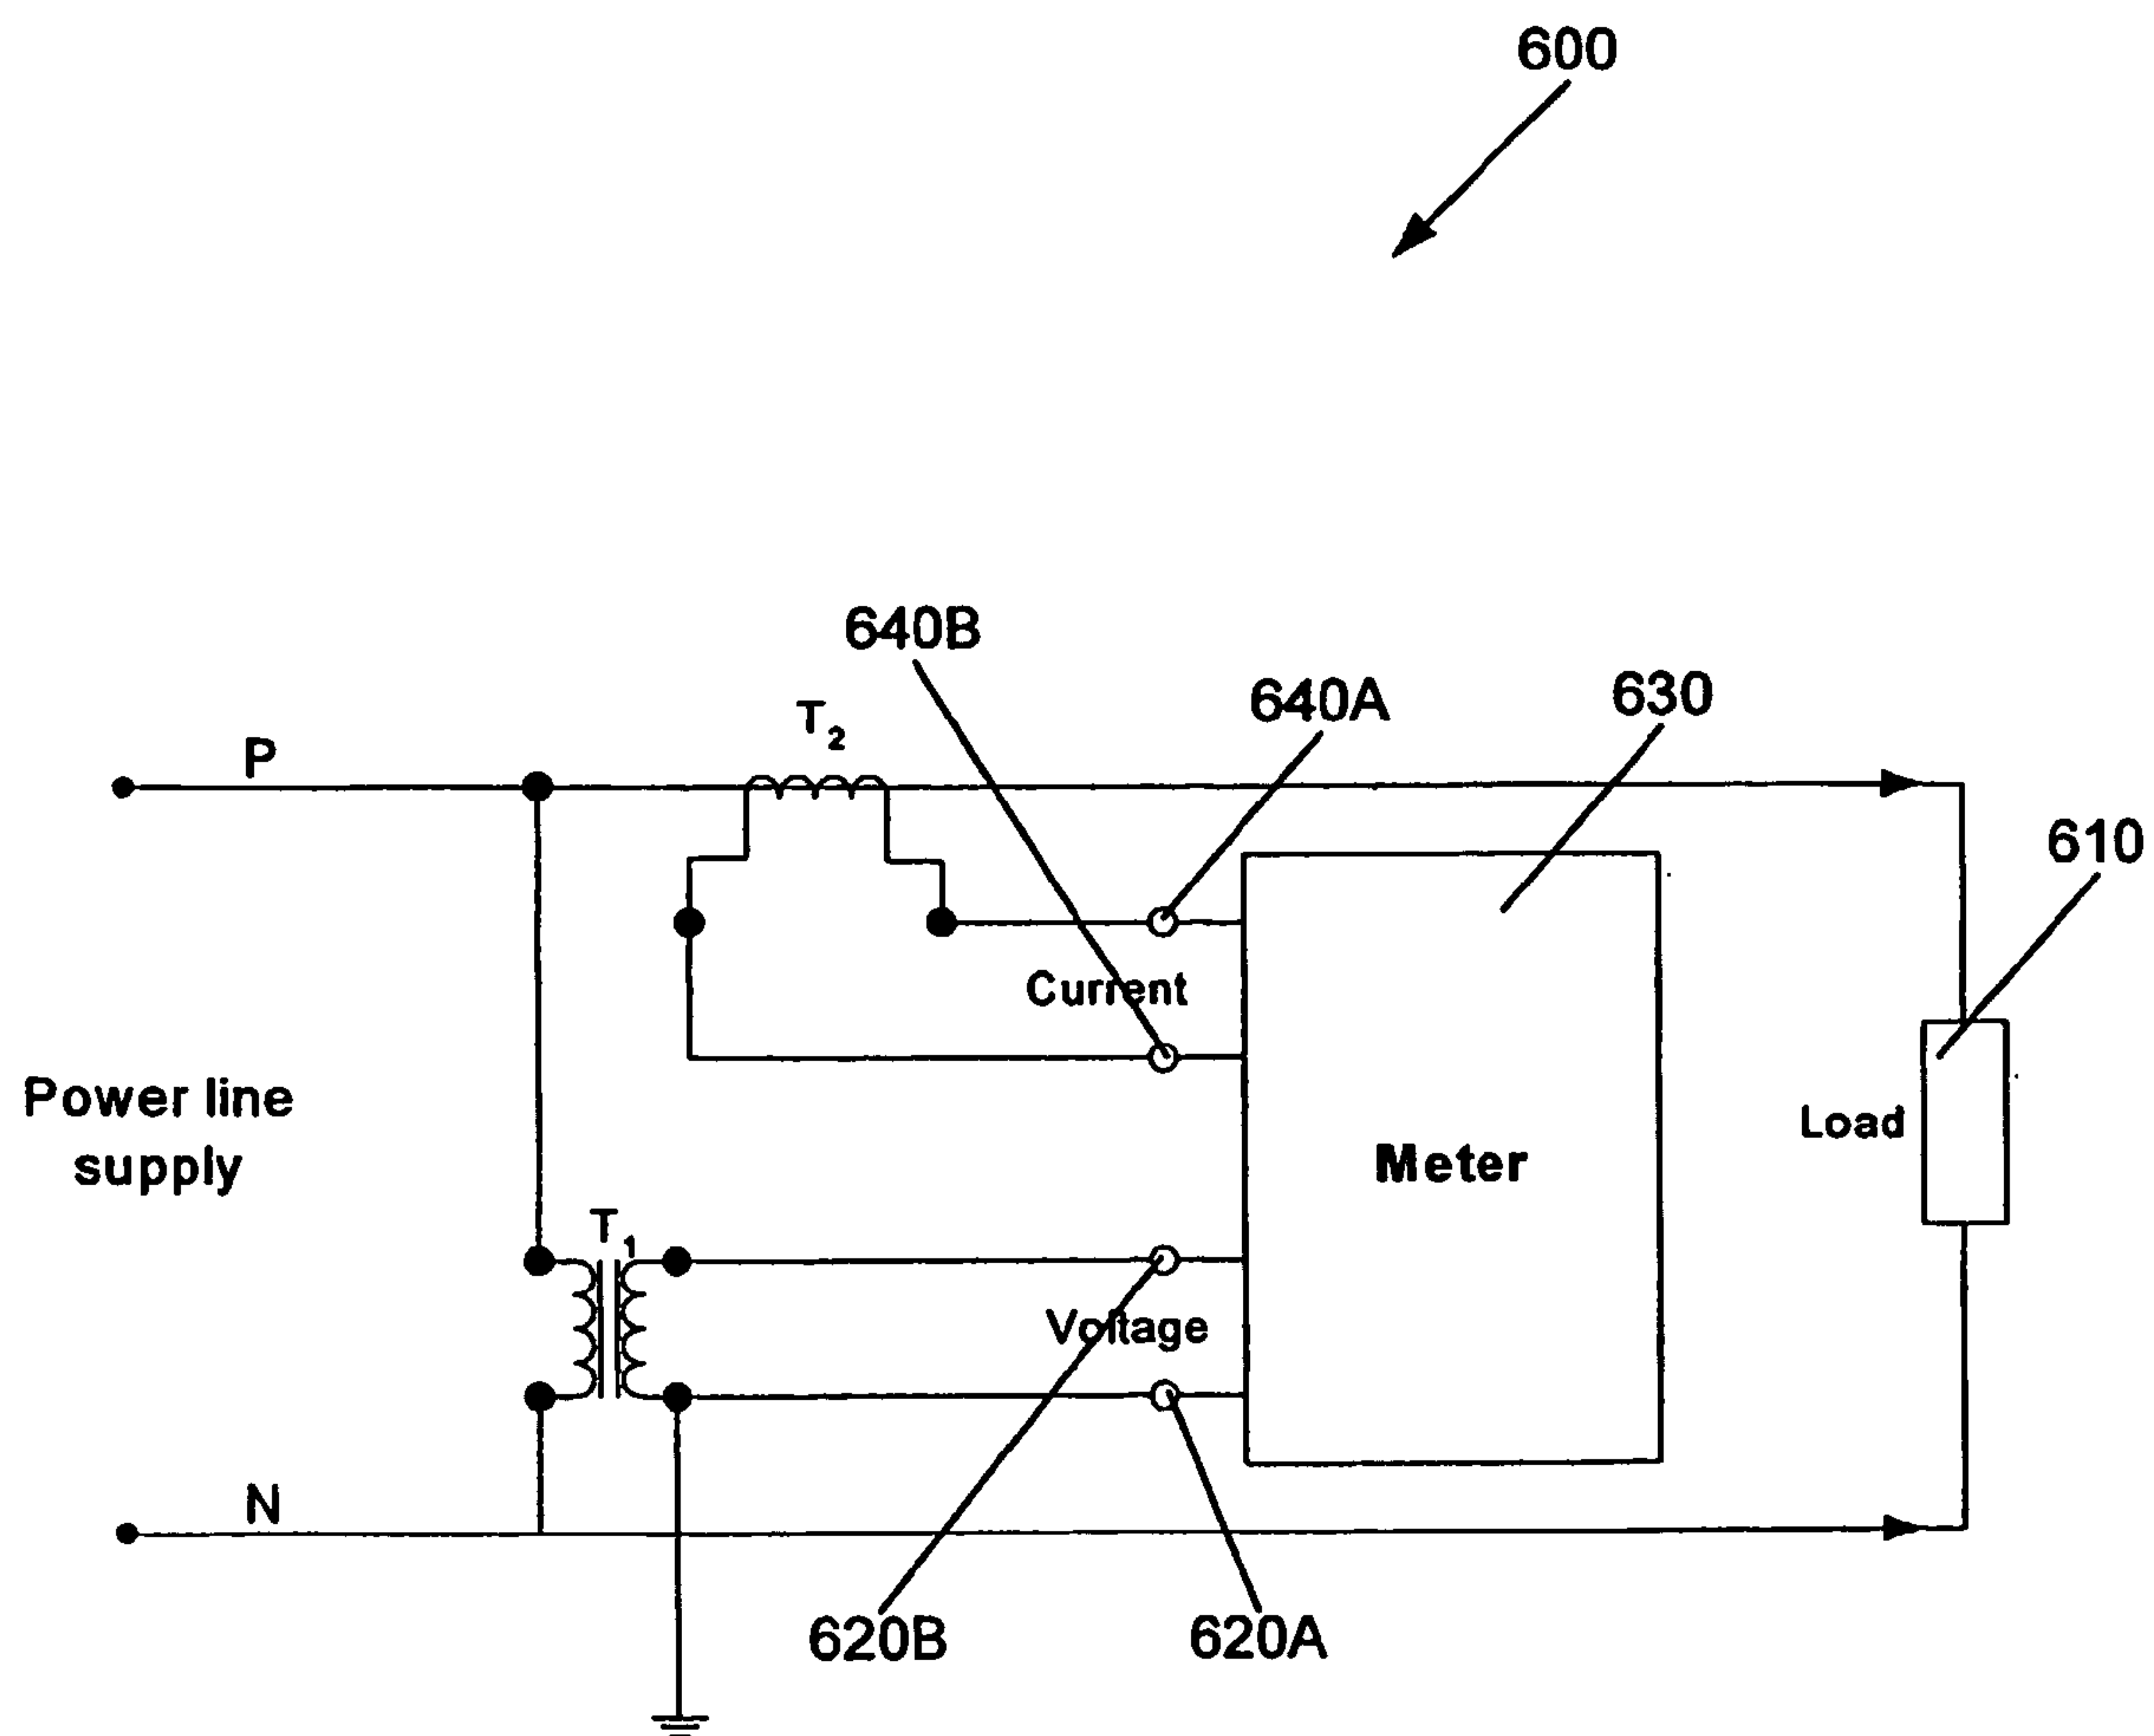 600
640B
640A
630
T2
P
610
Current
Power line
supply
Load
Meter
T1
Voltage
N
620B
620A